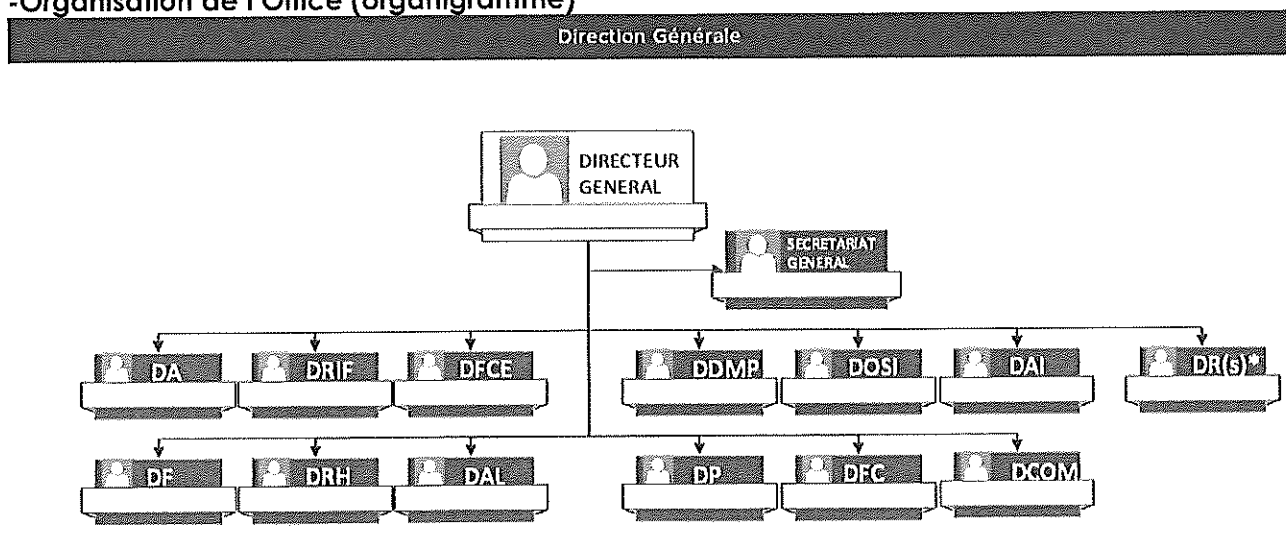 -Organisation de l'Office (organigramme)
Direction Générale
DIRECTEUR
GENERAL
SECRETARIAT
GENERAL
DA
DRIF
DFCE
DDMP
DOSI
DAI
DR(s)*
DF
DRH
DAL
DP
DFC
DCOM